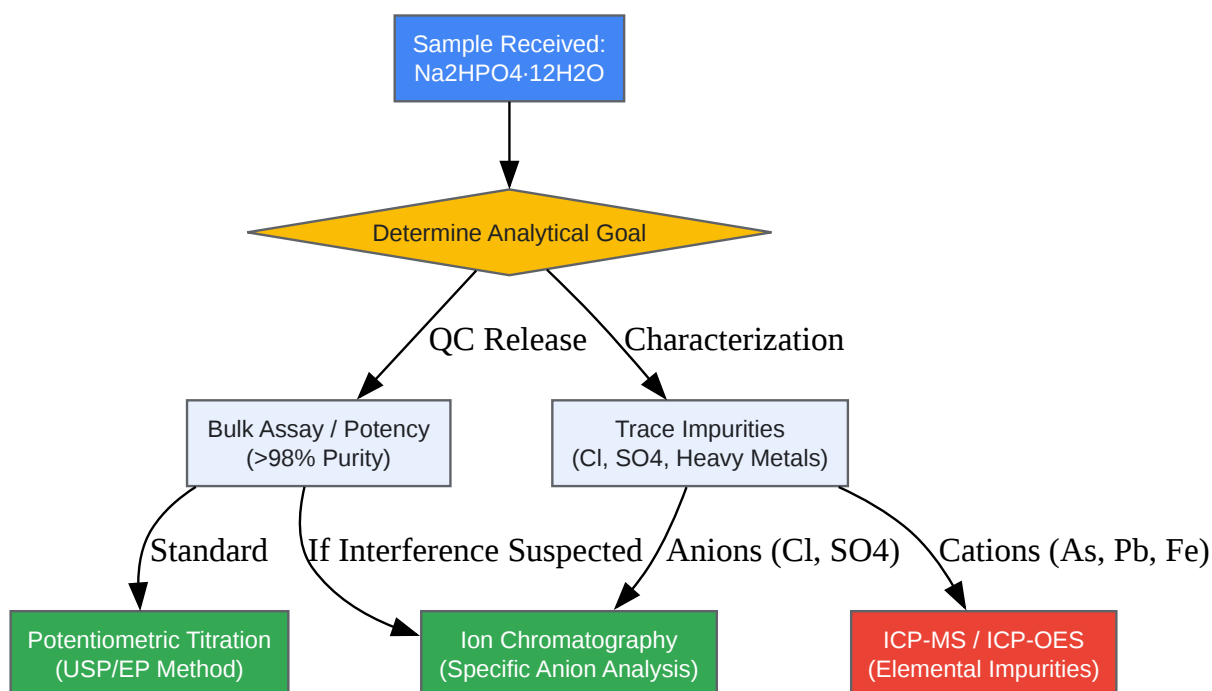 Sample Received:
Na2HPO4·12H2O
Determine Analytical Goal
QC Release
Characterization
Bulk Assay / Potency
(>98% Purity)
Trace Impurities
(Cl, SO4, Heavy Metals)
Standard
If Interference Suspected
Anions (Cl, SO4)
Cations (As, Pb, Fe)
Potentiometric Titration
(USP/EP Method)
Ion Chromatography
(Specific Anion Analysis)
ICP-MS / ICP-OES
(Elemental Impurities)